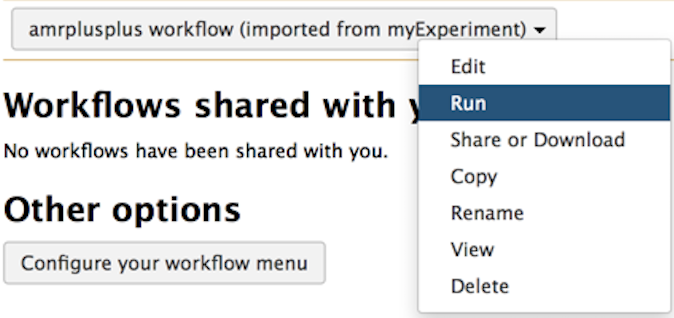 amrplusplus workflow (imported from myExperiment)
Edit
Run
Workflows shared with
Share or Download
No workflows have been shared with you.
Copy
Other options
Rename
Configure your workflow menu
View
Delete